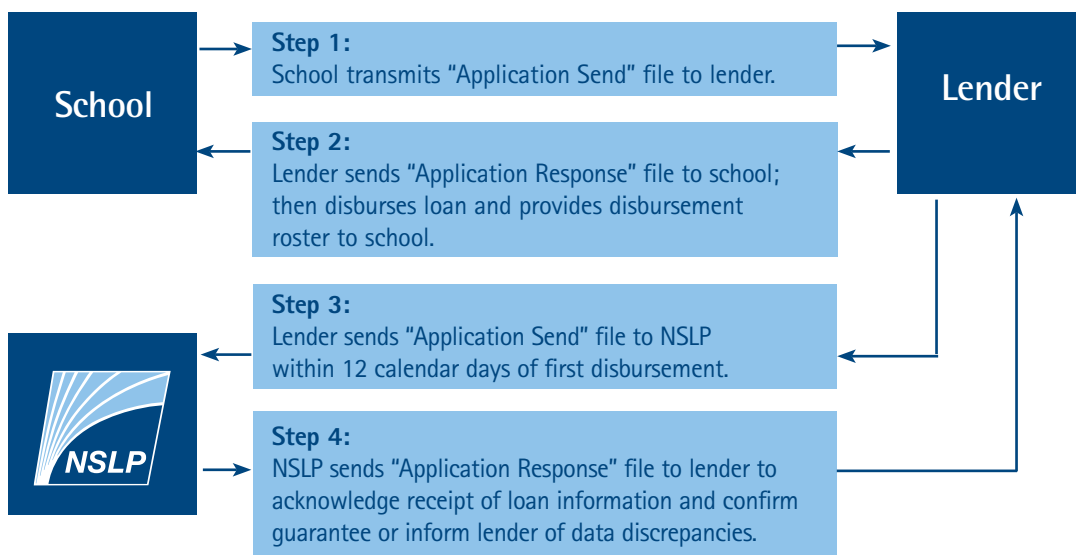 School
Step 1:
School transmits “Application Send” file to lender.
Lender
Step 2:
Lender sends “Application Response” file to school;
then disburses loan and provides disbursement
roster to school.
Step 3:
Lender sends “Application Send” file to NSLP
within 12 calendar days of first disbursement.
NSLP
Step 4:
NSLP sends “Application Response” file to lender to
acknowledge receipt of loan information and confirm
guarantee or inform lender of data discrepancies.